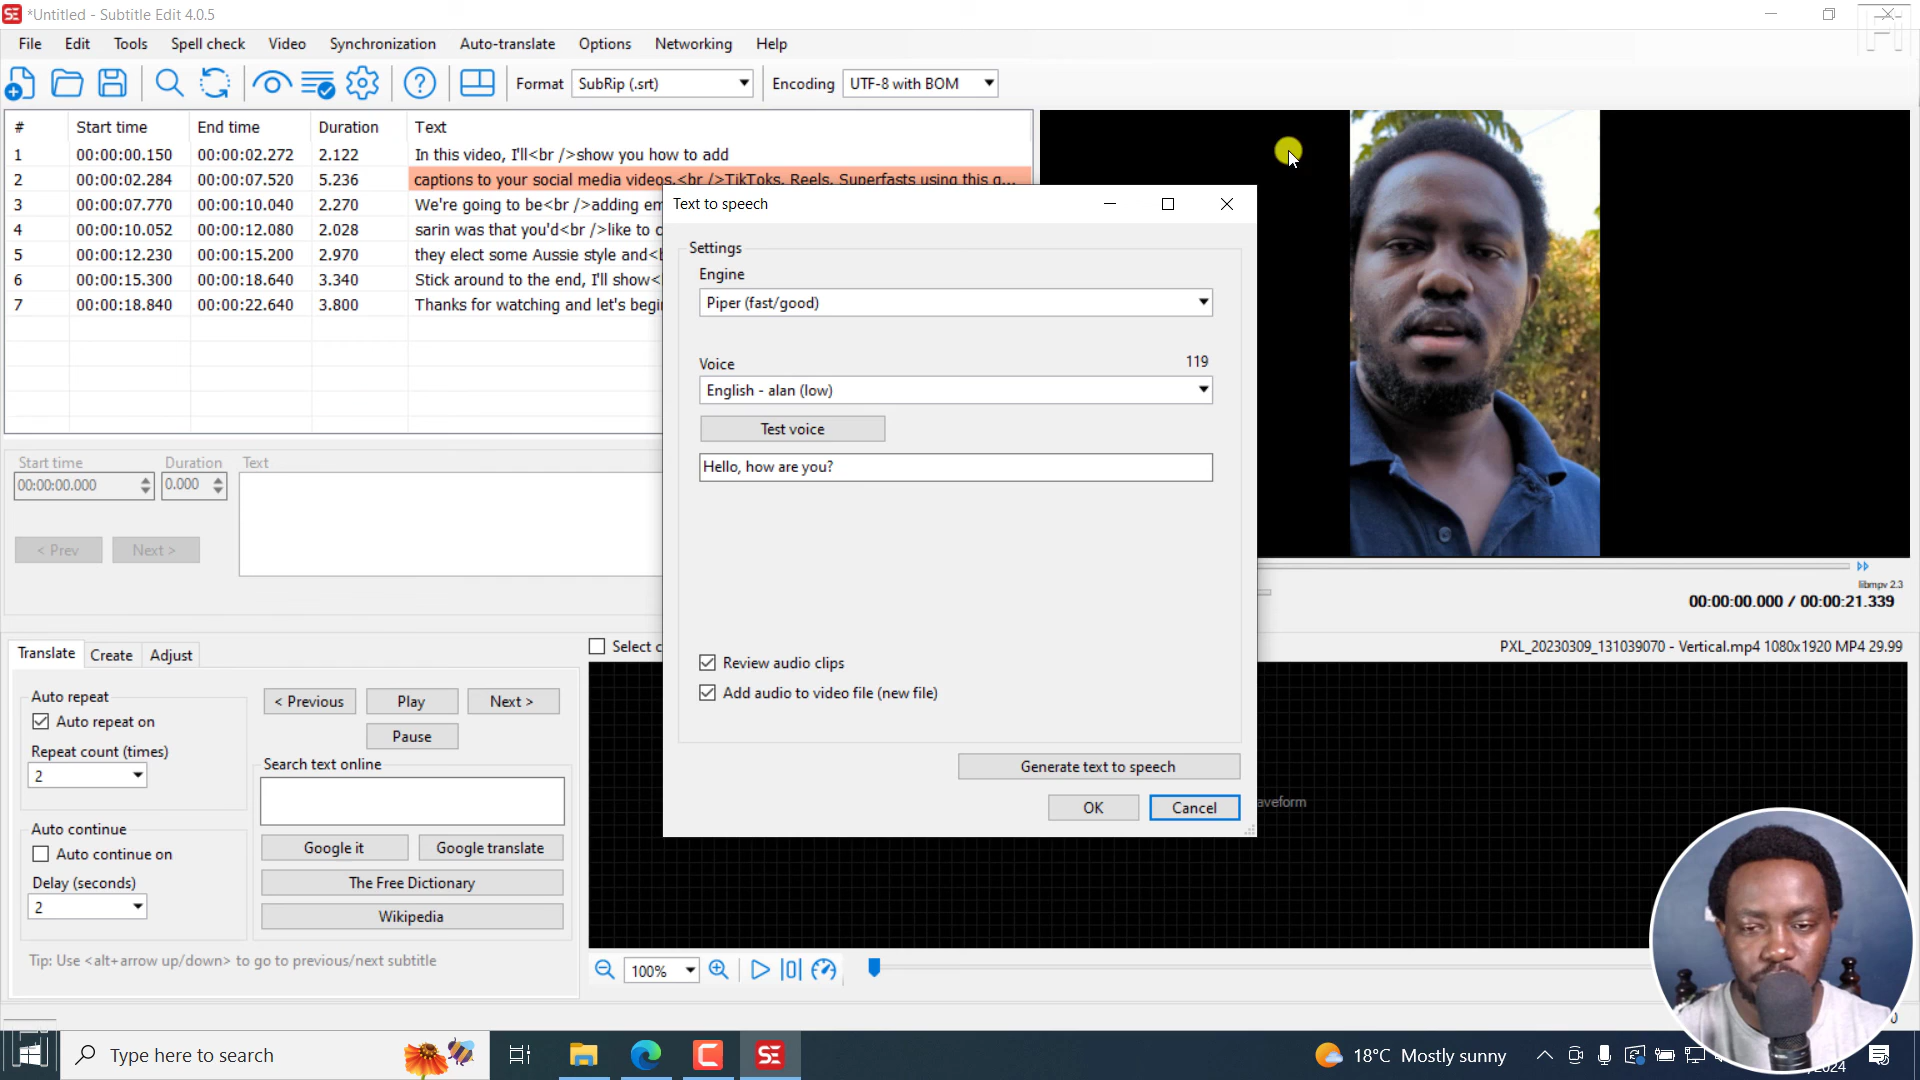 *Untitled - Subtitle Edit 4.0.5
File Edit Tools Spell check Video Synchronization Auto-translate Options Networking Help
Format SubRip (.srt) Encoding UTF-8 with BOM
# Start time End time Duration Text
1 00:00:00.150 00:00:02.272 2.122 In this video, I'll<br />show you how to add
2 00:00:02.284 00:00:07.520 5.236 captions to your social media videos.<br />TikToks, Reels, Superfasts using this g...
3 00:00:07.770 00:00:10.040 2.270 We're going to be<br />adding em
4 00:00:10.052 00:00:12.080 2.028 sarin was that you'd<br />like to c
5 00:00:12.230 00:00:15.200 2.970 they elect some Aussie style and<b
6 00:00:15.300 00:00:18.640 3.340 Stick around to the end, I'll show<
7 00:00:18.840 00:00:22.640 3.800 Thanks for watching and let's begi
Text to speech
Settings
Engine
Piper (fast/good)
Voice 119
English - alan (low)
Test voice
Hello, how are you?
Review audio clips
Add audio to video file (new file)
Generate text to speech
OK Cancel
Start time Duration Text
00:00:00.000 0.000
< Prev Next >
libmpv 2.3
00:00:00.000 / 00:00:21.339
Translate Create Adjust
Select c
PXL_20230309_131039070 - Vertical.mp4 1080x1920 MP4 29.99
Auto repeat
Auto repeat on
Repeat count (times)
2
Auto continue
Auto continue on
Delay (seconds)
2
< Previous Play Next >
Pause
Search text online
Google it Google translate
The Free Dictionary
Wikipedia
Tip: Use <alt+arrow up/down> to go to previous/next subtitle
aveform
100%
Type here to search
18°C Mostly sunny
2024